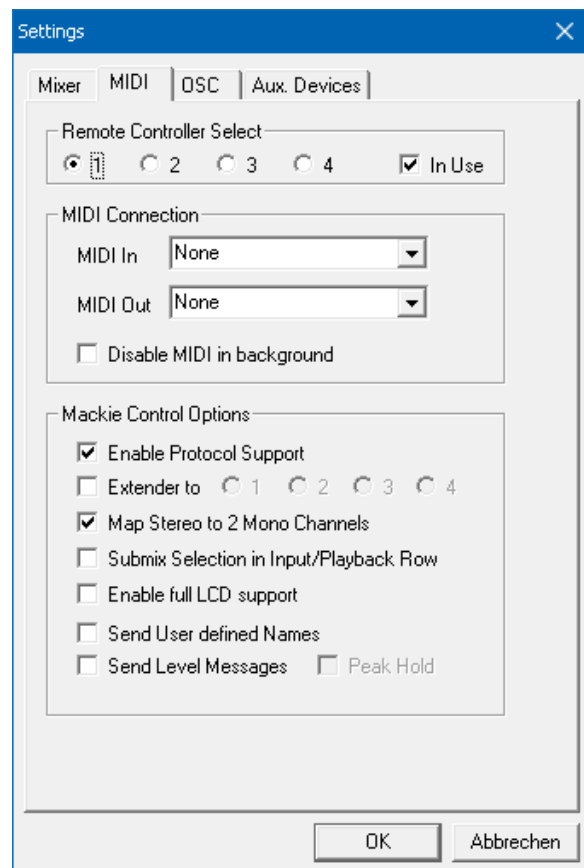 Settings
Mixer MIDI OSC Aux. Devices
Remote Controller Select
1 2 3 4 In Use
MIDI Connection
MIDI In None
MIDI Out None
Disable MIDI in background
Mackie Control Options
Enable Protocol Support
Extender to 1 2 3 4
Map Stereo to 2 Mono Channels
Submix Selection in Input/Playback Row
Enable full LCD support
Send User defined Names
Send Level Messages Peak Hold
OK Abbrechen